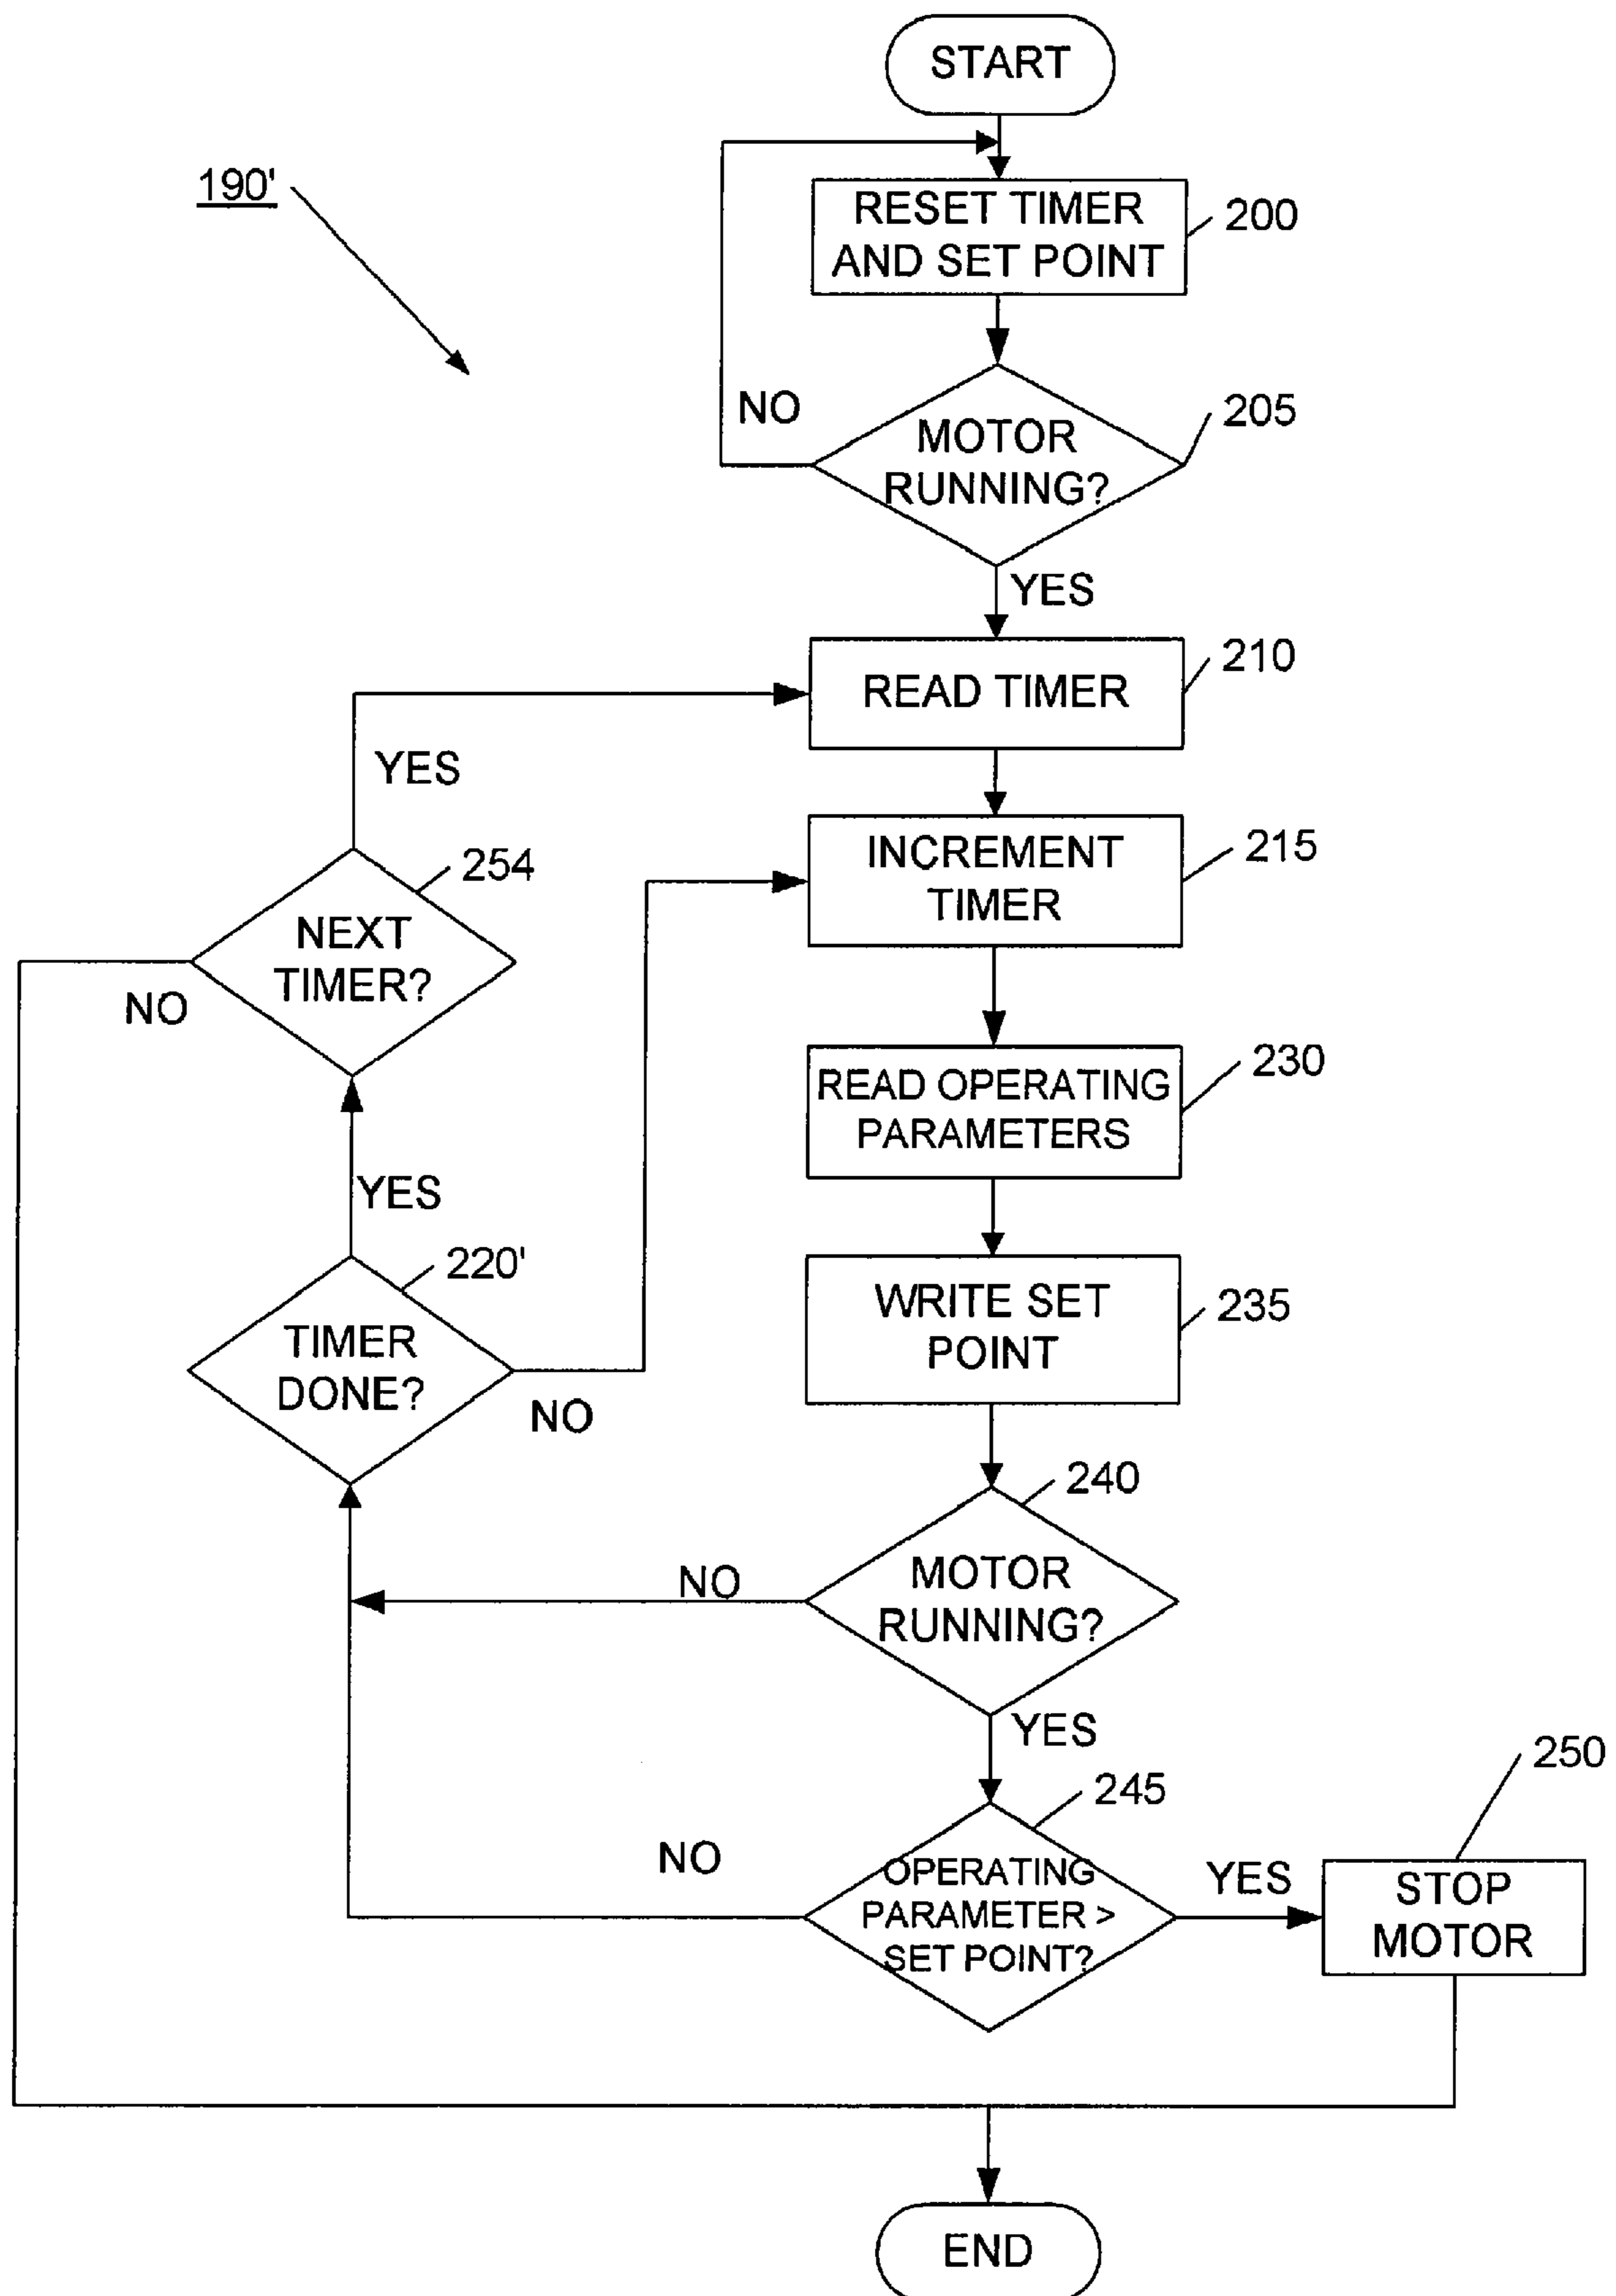 START
190'
RESET TIMER
AND SET POINT
200
NO
MOTOR
RUNNING?
205
YES
READ TIMER
210
YES
INCREMENT
TIMER
215
254
NEXT
TIMER?
NO
READ OPERATING
PARAMETERS
230
YES
220'
TIMER
DONE?
NO
WRITE SET
POINT
235
240
MOTOR
RUNNING?
NO
YES
245
OPERATING
PARAMETER >
SET POINT?
NO
YES
250
STOP
MOTOR
END